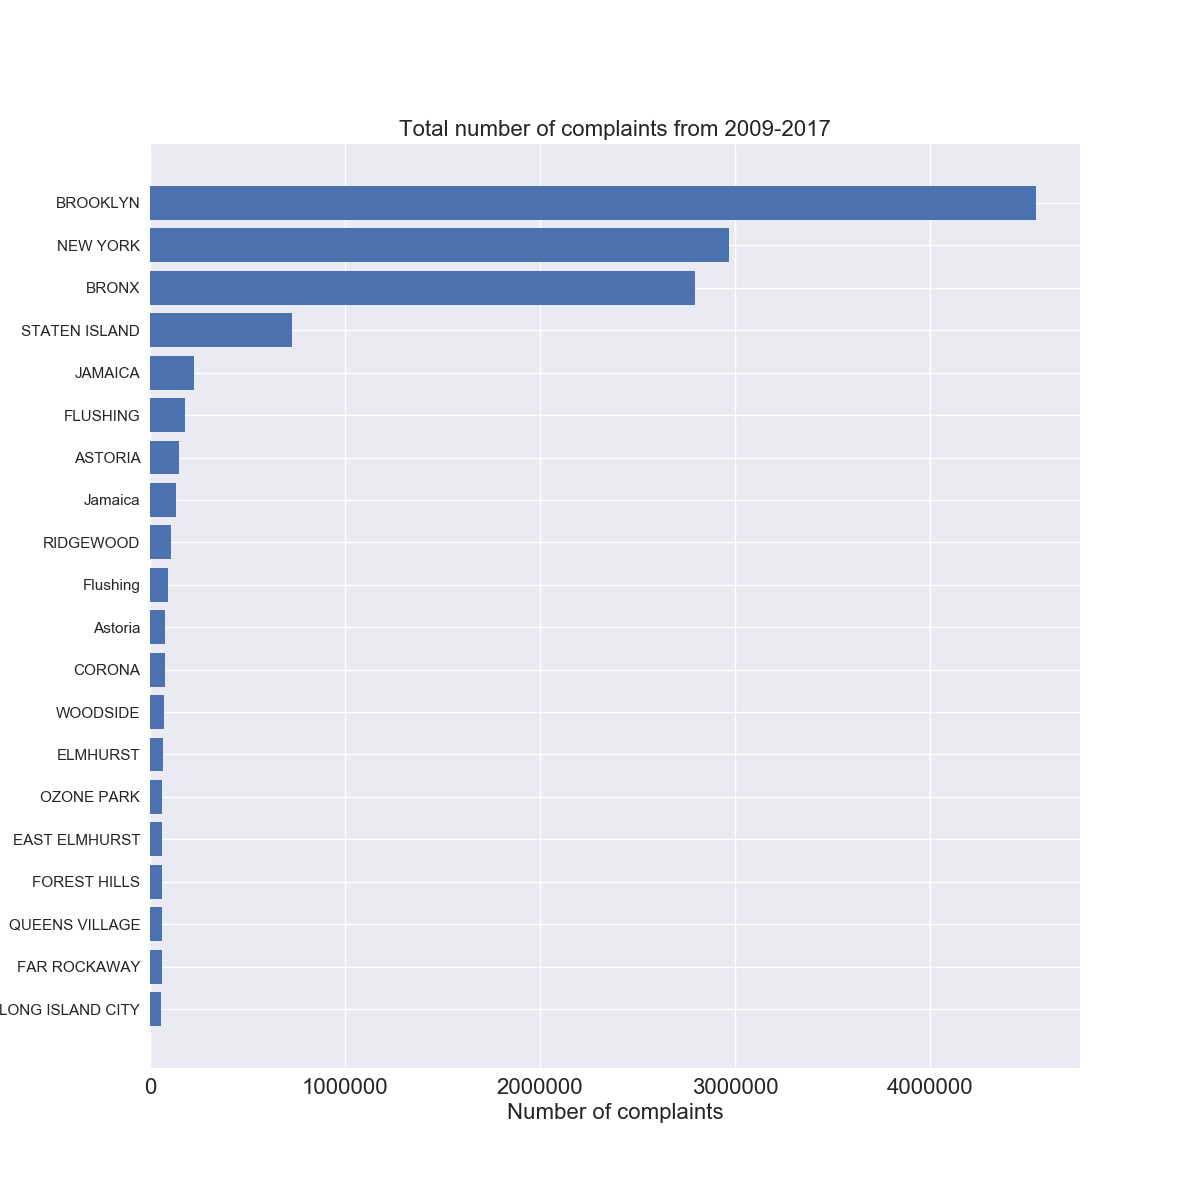 Total number of complaints from 2009-2017
BROOKLYN
NEW YORK
BRONX
STATEN ISLAND
JAMAICA
FLUSHING
ASTORIA
Jamaica
RIDGEWOOD
Flushing
Astoria
CORONA
WOODSIDE
ELMHURST
OZONE PARK
EAST ELMHURST
FOREST HILLS
QUEENS VILLAGE
FAR ROCKAWAY
LONG ISLAND CITY
0 1000000 2000000 3000000 4000000
Number of complaints